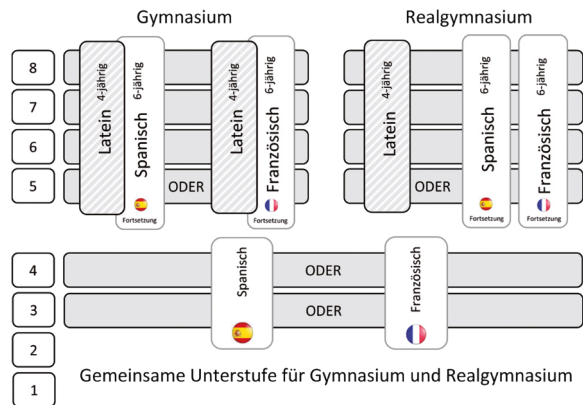 Gymnasium
Realgymnasium
8
7
6
5
Latein 4-jährig
Spanisch 6-jährig
Fortsetzung
ODER
Latein 4-jährig
Französisch 6-jährig
Fortsetzung
Latein 4-jährig
ODER
Spanisch 6-jährig
Fortsetzung
Französisch 6-jährig
Fortsetzung
4
3
2
1
Spanisch
ODER
ODER
Französisch
Gemeinsame Unterstufe für Gymnasium und Realgymnasium